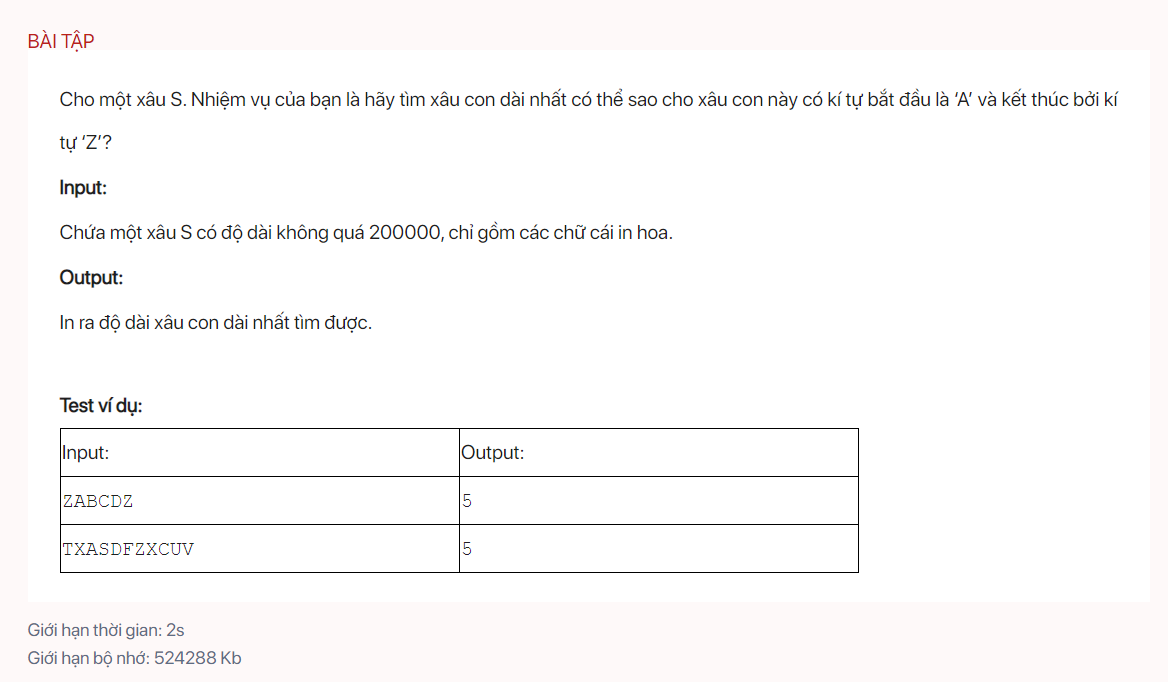 BÀI TẬP
Cho một xâu S. Nhiệm vụ của bạn là hãy tìm xâu con dài nhất có thể sao cho xâu con này có kí tự bắt đầu là ‘A’ và kết thúc bởi kí
tự ‘Z’?
Input:
Chứa một xâu S có độ dài không quá 200000, chỉ gồm các chữ cái in hoa.
Output:
In ra độ dài xâu con dài nhất tìm được.
Test ví dụ:
Input: Output:
ZABCDZ 5
TXASDFZXCUV 5
Giới hạn thời gian: 2s
Giới hạn bộ nhớ: 524288 Kb